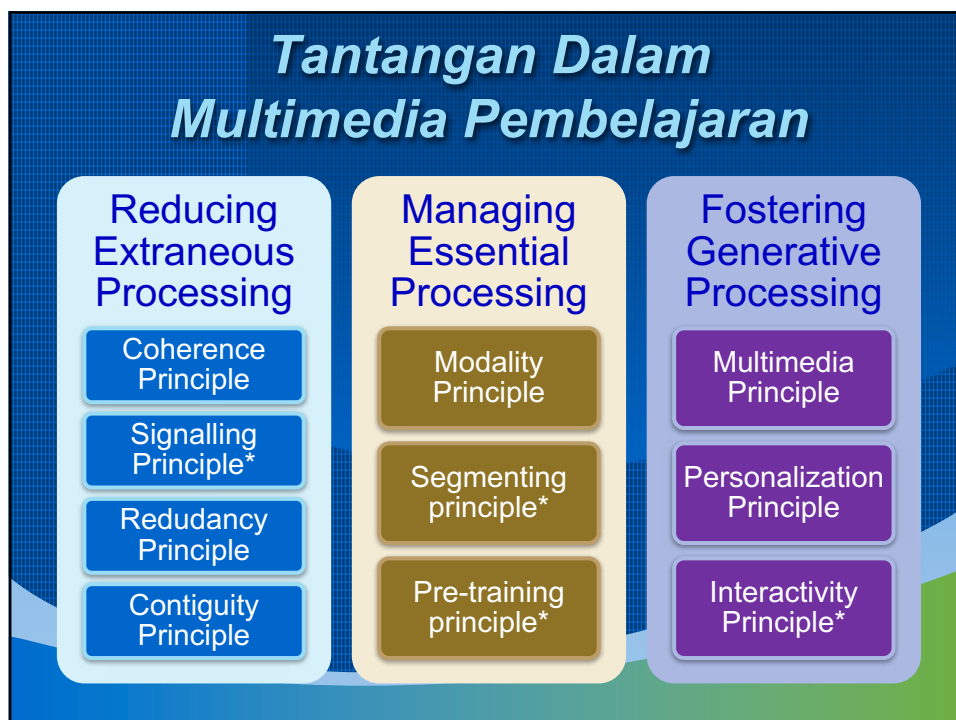 Tantangan Dalam
Multimedia Pembelajaran
Reducing
Extraneous
Processing
Coherence
Principle
Signalling
Principle*
Redudancy
Principle
Contiguity
Principle
Managing
Essential
Processing
Modality
Principle
Segmenting
principle*
Pre-training
principle*
Fostering
Generative
Processing
Multimedia
Principle
Personalization
Principle
Interactivity
Principle*